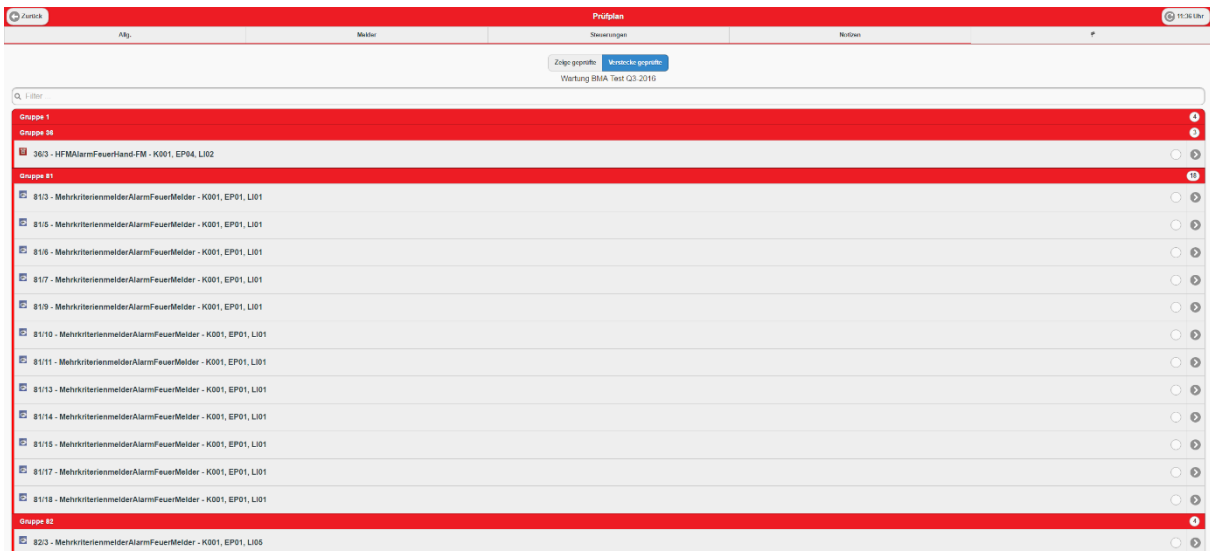 Zurück Prüfplan 11:36 Uhr
Allg. Melder Steuerungen Notizen #
Zeige geprüfte Verstecke geprüfte
Wartung BMA Test Q3-2016
Filter ...
Gruppe 1 4
Gruppe 36 3
36/3 - HFMAlarmFeuerHand-FM - K001, EP04, LI02
Gruppe 81 18
81/3 - MehrkriterienmelderAlarmFeuerMelder - K001, EP01, LI01
81/5 - MehrkriterienmelderAlarmFeuerMelder - K001, EP01, LI01
81/6 - MehrkriterienmelderAlarmFeuerMelder - K001, EP01, LI01
81/7 - MehrkriterienmelderAlarmFeuerMelder - K001, EP01, LI01
81/9 - MehrkriterienmelderAlarmFeuerMelder - K001, EP01, LI01
81/10 - MehrkriterienmelderAlarmFeuerMelder - K001, EP01, LI01
81/11 - MehrkriterienmelderAlarmFeuerMelder - K001, EP01, LI01
81/13 - MehrkriterienmelderAlarmFeuerMelder - K001, EP01, LI01
81/14 - MehrkriterienmelderAlarmFeuerMelder - K001, EP01, LI01
81/15 - MehrkriterienmelderAlarmFeuerMelder - K001, EP01, LI01
81/17 - MehrkriterienmelderAlarmFeuerMelder - K001, EP01, LI01
81/18 - MehrkriterienmelderAlarmFeuerMelder - K001, EP01, LI01
Gruppe 82 4
82/3 - MehrkriterienmelderAlarmFeuerMelder - K001, EP01, LI05